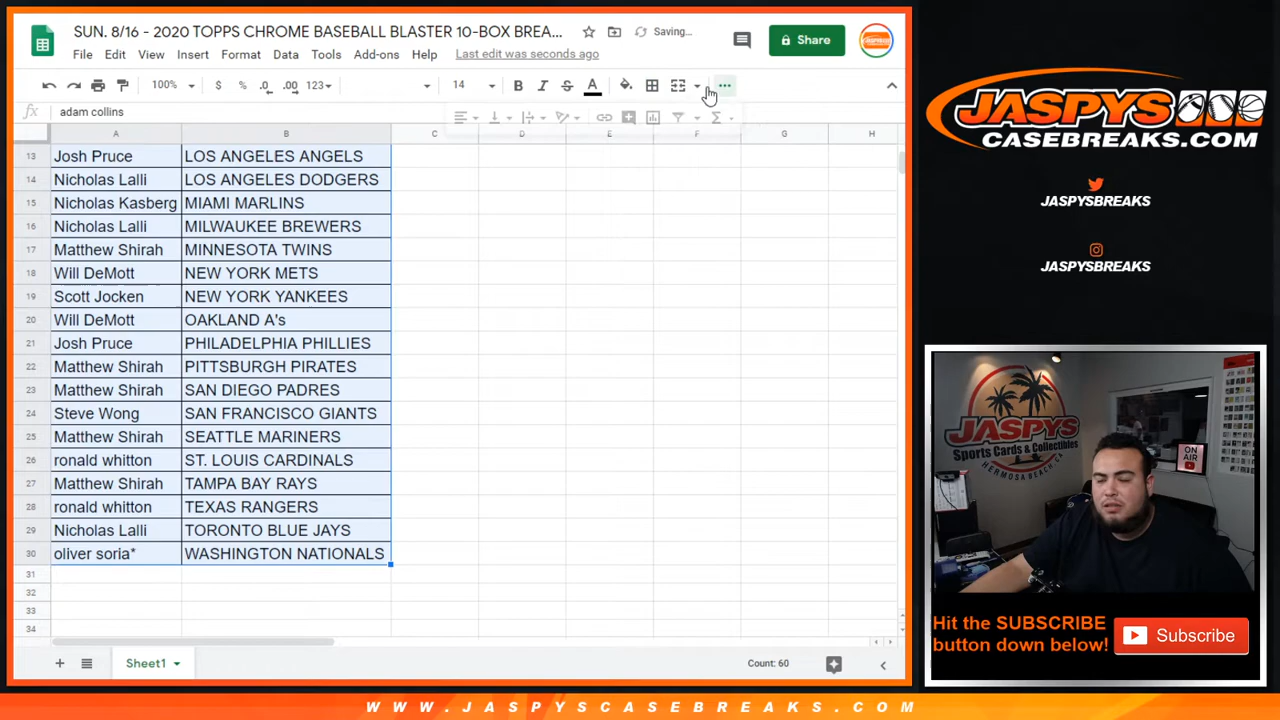 SUN. 8/16 - 2020 TOPPS CHROME BASEBALL BLASTER 10-BOX BREA...
Saving...
Share
File Edit View Insert Format Data Tools Add-ons Help Last edit was seconds ago
100% $ % .0 .00 123 14 B I S A
fx adam collins
A B C D E F G H
13 Josh Pruce LOS ANGELES ANGELS
14 Nicholas Lalli LOS ANGELES DODGERS
15 Nicholas Kasberg MIAMI MARLINS
16 Nicholas Lalli MILWAUKEE BREWERS
17 Matthew Shirah MINNESOTA TWINS
18 Will DeMott NEW YORK METS
19 Scott Jocken NEW YORK YANKEES
20 Will DeMott OAKLAND A's
21 Josh Pruce PHILADELPHIA PHILLIES
22 Matthew Shirah PITTSBURGH PIRATES
23 Matthew Shirah SAN DIEGO PADRES
24 Steve Wong SAN FRANCISCO GIANTS
25 Matthew Shirah SEATTLE MARINERS
26 ronald whitton ST. LOUIS CARDINALS
27 Matthew Shirah TAMPA BAY RAYS
28 ronald whitton TEXAS RANGERS
29 Nicholas Lalli TORONTO BLUE JAYS
30 oliver soria* WASHINGTON NATIONALS
31
32
33
34
Sheet1
Count: 60
JASPYS
CASEBREAKS.COM
JASPYSBREAKS
JASPYSBREAKS
JASPYS
Sports Cards & Collectibles
HERMOSA BEACH, CA
ON AIR
Hit the SUBSCRIBE
button down below!
Subscribe
WWW.JASPYSCASEBREAKS.COM